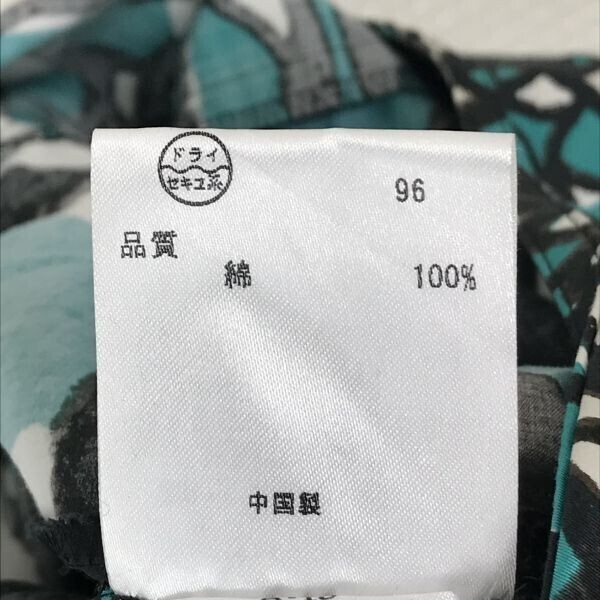 ドライ
セキユ系
96
品質
綿 100%
中国製